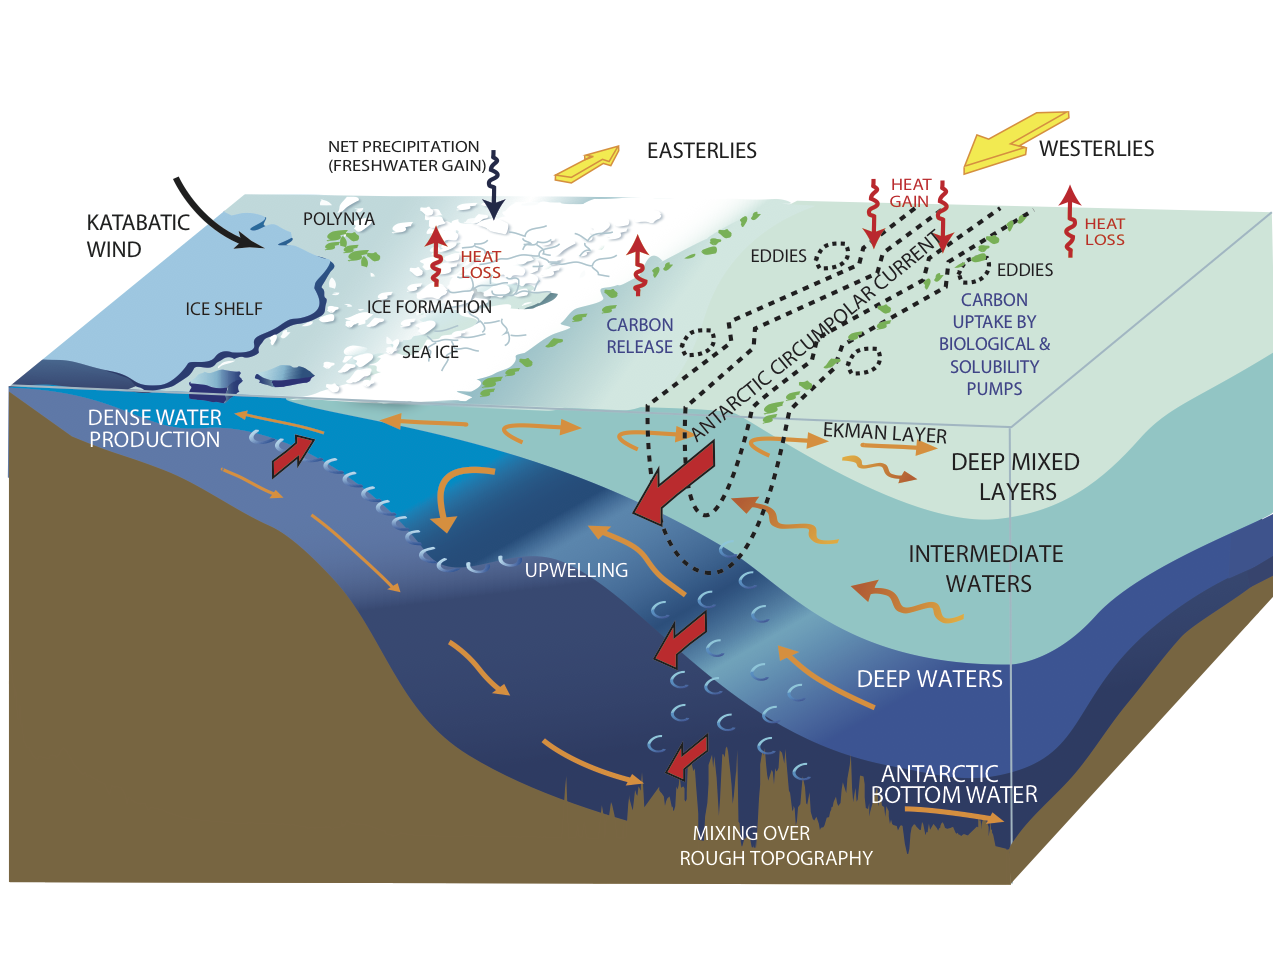 NET PRECIPITATION
(FRESHWATER GAIN)
EASTERLIES
WESTERLIES
KATABATIC
WIND
POLYNYA
HEAT
GAIN
HEAT
LOSS
HEAT
LOSS
EDDIES
EDDIES
ICE SHELF
ICE FORMATION
SEA ICE
CARBON
RELEASE
ANTARCTIC CIRCUMPOLAR CURRENT
CARBON
UPTAKE BY
BIOLOGICAL &
SOLUBILITY
PUMPS
DENSE WATER
PRODUCTION
EKMAN LAYER
DEEP MIXED
LAYERS
UPWELLING
INTERMEDIATE
WATERS
DEEP WATERS
ANTARCTIC
BOTTOM WATER
MIXING OVER
ROUGH TOPOGRAPHY